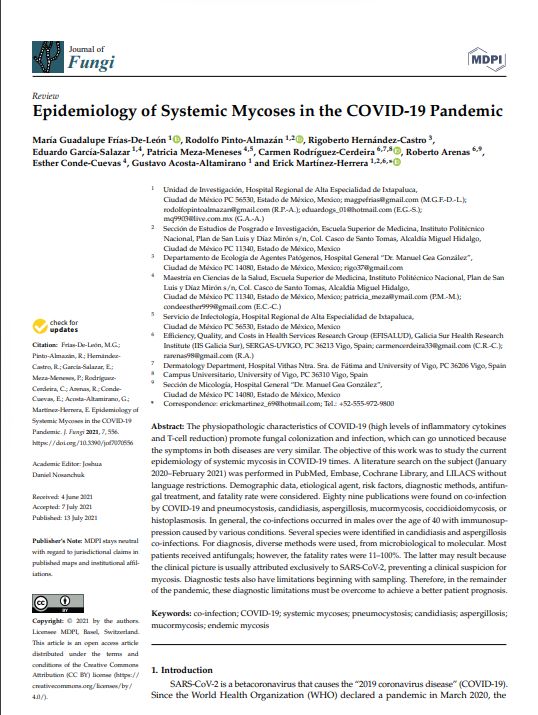 Journal of
Fungi
MDPI
Review
Epidemiology of Systemic Mycoses in the COVID-19 Pandemic
María Guadalupe Frías-De-León 1, Rodolfo Pinto-Almazán 1,2, Rigoberto Hernández-Castro 3,
Eduardo García-Salazar 1,4, Patricia Meza-Meneses 4,5, Carmen Rodríguez-Cerdeira 6,7,8, Roberto Arenas 6,9,
Esther Conde-Cuevas 4, Gustavo Acosta-Altamirano 1 and Erick Martínez-Herrera 1,2,6,*
1 Unidad de Investigación, Hospital Regional de Alta Especialidad de Ixtapaluca,
Ciudad de México PC 56530, Estado de México, Mexico; magpefrias@gmail.com (M.G.F.-D.-L.);
rodolfopintoalmazan@gmail.com (R.P.-A.); eduardogs_01@hotmail.com (E.G.-S.);
mq9903@live.com.mx (G.A.-A.)
2 Sección de Estudios de Posgrado e Investigación, Escuela Superior de Medicina, Instituto Politécnico
Nacional, Plan de San Luis y Díaz Mirón s/n, Col. Casco de Santo Tomas, Alcaldía Miguel Hidalgo,
Ciudad de México PC 11340, Estado de México, Mexico
3 Departamento de Ecología de Agentes Patógenos, Hospital General "Dr. Manuel Gea González",
Ciudad de México PC 14080, Estado de México, Mexico; rigo37@gmail.com
4 Maestría en Ciencias de la Salud, Escuela Superior de Medicina, Instituto Politécnico Nacional, Plan de San
Luis y Díaz Mirón s/n, Col. Casco de Santo Tomas, Alcaldía Miguel Hidalgo,
Ciudad de México PC 11340, Estado de México, Mexico; patricia_meza@ymail.com (P.M.-M.);
condeesther999@gmail.com (E.C.-C.)
5 Servicio de Infectología, Hospital Regional de Alta Especialidad de Ixtapaluca,
Ciudad de México PC 56530, Estado de México, Mexico
6 Efficiency, Quality, and Costs in Health Services Research Group (EFISALUD), Galicia Sur Health Research
Institute (IIS Galicia Sur), SERGAS-UVIGO, PC 36213 Vigo, Spain; carmencerdeira33@gmail.com (C.R.-C.);
rarenas98@gmail.com (R.A.)
7 Dermatology Department, Hospital Vithas Ntra. Sra. de Fátima and University of Vigo, PC 36206 Vigo, Spain
8 Campus Universitario, University of Vigo, PC 36310 Vigo, Spain
9 Sección de Micología, Hospital General "Dr. Manuel Gea González",
Ciudad de México PC 14080, Estado de México, Mexico
* Correspondence: erickmartinez_69@hotmail.com; Tel.: +52-555-972-9800
check for
updates
Citation: Frías-De-León, M.G.;
Pinto-Almazán, R.; Hernández-
Castro, R.; García-Salazar, E.;
Meza-Meneses, P.; Rodríguez-
Cerdeira, C.; Arenas, R.; Conde-
Cuevas, E.; Acosta-Altamirano, G.;
Martínez-Herrera, E. Epidemiology of
Systemic Mycoses in the COVID-19
Pandemic. J. Fungi 2021, 7, 556.
https://doi.org/10.3390/jof7070556
Academic Editor: Joshua
Daniel Nosanchuk
Received: 4 June 2021
Accepted: 7 July 2021
Published: 13 July 2021
Publisher's Note: MDPI stays neutral
with regard to jurisdictional claims in
published maps and institutional affil-
iations.
CC BY
Copyright: © 2021 by the authors.
Licensee MDPI, Basel, Switzerland.
This article is an open access article
distributed under the terms and
conditions of the Creative Commons
Attribution (CC BY) license (https://
creativecommons.org/licenses/by/
4.0/).
Abstract: The physiopathologic characteristics of COVID-19 (high levels of inflammatory cytokines
and T-cell reduction) promote fungal colonization and infection, which can go unnoticed because
the symptoms in both diseases are very similar. The objective of this work was to study the current
epidemiology of systemic mycosis in COVID-19 times. A literature search on the subject (January
2020–February 2021) was performed in PubMed, Embase, Cochrane Library, and LILACS without
language restrictions. Demographic data, etiological agent, risk factors, diagnostic methods, antifun-
gal treatment, and fatality rate were considered. Eighty nine publications were found on co-infection
by COVID-19 and pneumocystosis, candidiasis, aspergillosis, mucormycosis, coccidioidomycosis, or
histoplasmosis. In general, the co-infections occurred in males over the age of 40 with immunosup-
pression caused by various conditions. Several species were identified in candidiasis and aspergillosis
co-infections. For diagnosis, diverse methods were used, from microbiological to molecular. Most
patients received antifungals; however, the fatality rates were 11–100%. The latter may result because
the clinical picture is usually attributed exclusively to SARS-CoV-2, preventing a clinical suspicion for
mycosis. Diagnostic tests also have limitations beginning with sampling. Therefore, in the remainder
of the pandemic, these diagnostic limitations must be overcome to achieve a better patient prognosis.
Keywords: co-infection; COVID-19; systemic mycoses; pneumocystosis; candidiasis; aspergillosis;
mucormycosis; endemic mycosis
1. Introduction
SARS-CoV-2 is a betacoronavirus that causes the "2019 coronavirus disease" (COVID-19).
Since the World Health Organization (WHO) declared a pandemic in March 2020, the